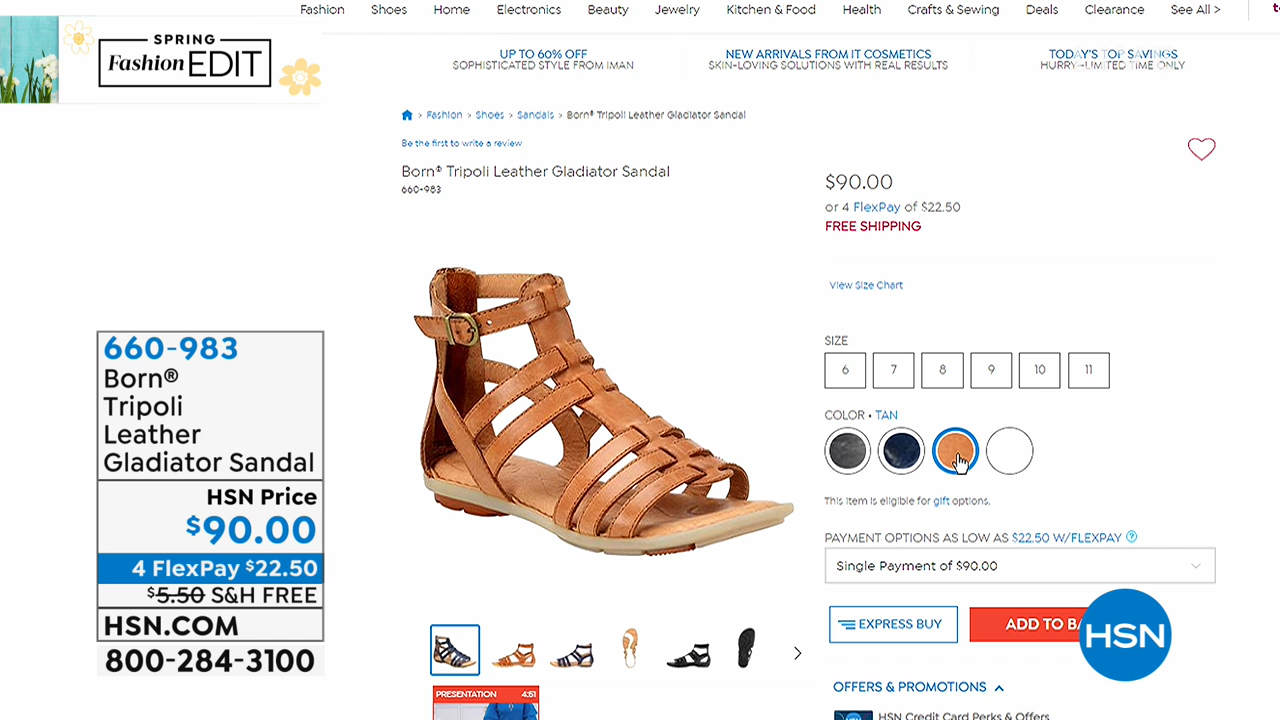 Fashion Shoes Home Electronics Beauty Jewelry Kitchen & Food Health Crafts & Sewing Deals Clearance See All >
SPRING
Fashion EDIT
UP TO 60% OFF
SOPHISTICATED STYLE FROM IMAN
NEW ARRIVALS FROM IT COSMETICS
SKIN-LOVING SOLUTIONS WITH REAL RESULTS
TODAY'S TOP SAVINGS
HURRY-LIMITED TIME ONLY
> Fashion > Shoes > Sandals > Born® Tripoli Leather Gladiator Sandal
Be the first to write a review
Born® Tripoli Leather Gladiator Sandal
660-983
$90.00
or 4 FlexPay of $22.50
FREE SHIPPING
View Size Chart
SIZE
6 7 8 9 10 11
COLOR • TAN
This item is eligible for gift options.
PAYMENT OPTIONS AS LOW AS $22.50 W/FLEXPAY ?
Single Payment of $90.00
EXPRESS BUY
ADD TO BA
HSN
OFFERS & PROMOTIONS
HSN Credit Card Perks & Offers
PRESENTATION 4:51
660-983
Born®
Tripoli
Leather
Gladiator Sandal
HSN Price
$90.00
4 FlexPay $22.50
$5.50 S&H FREE
HSN.COM
800-284-3100